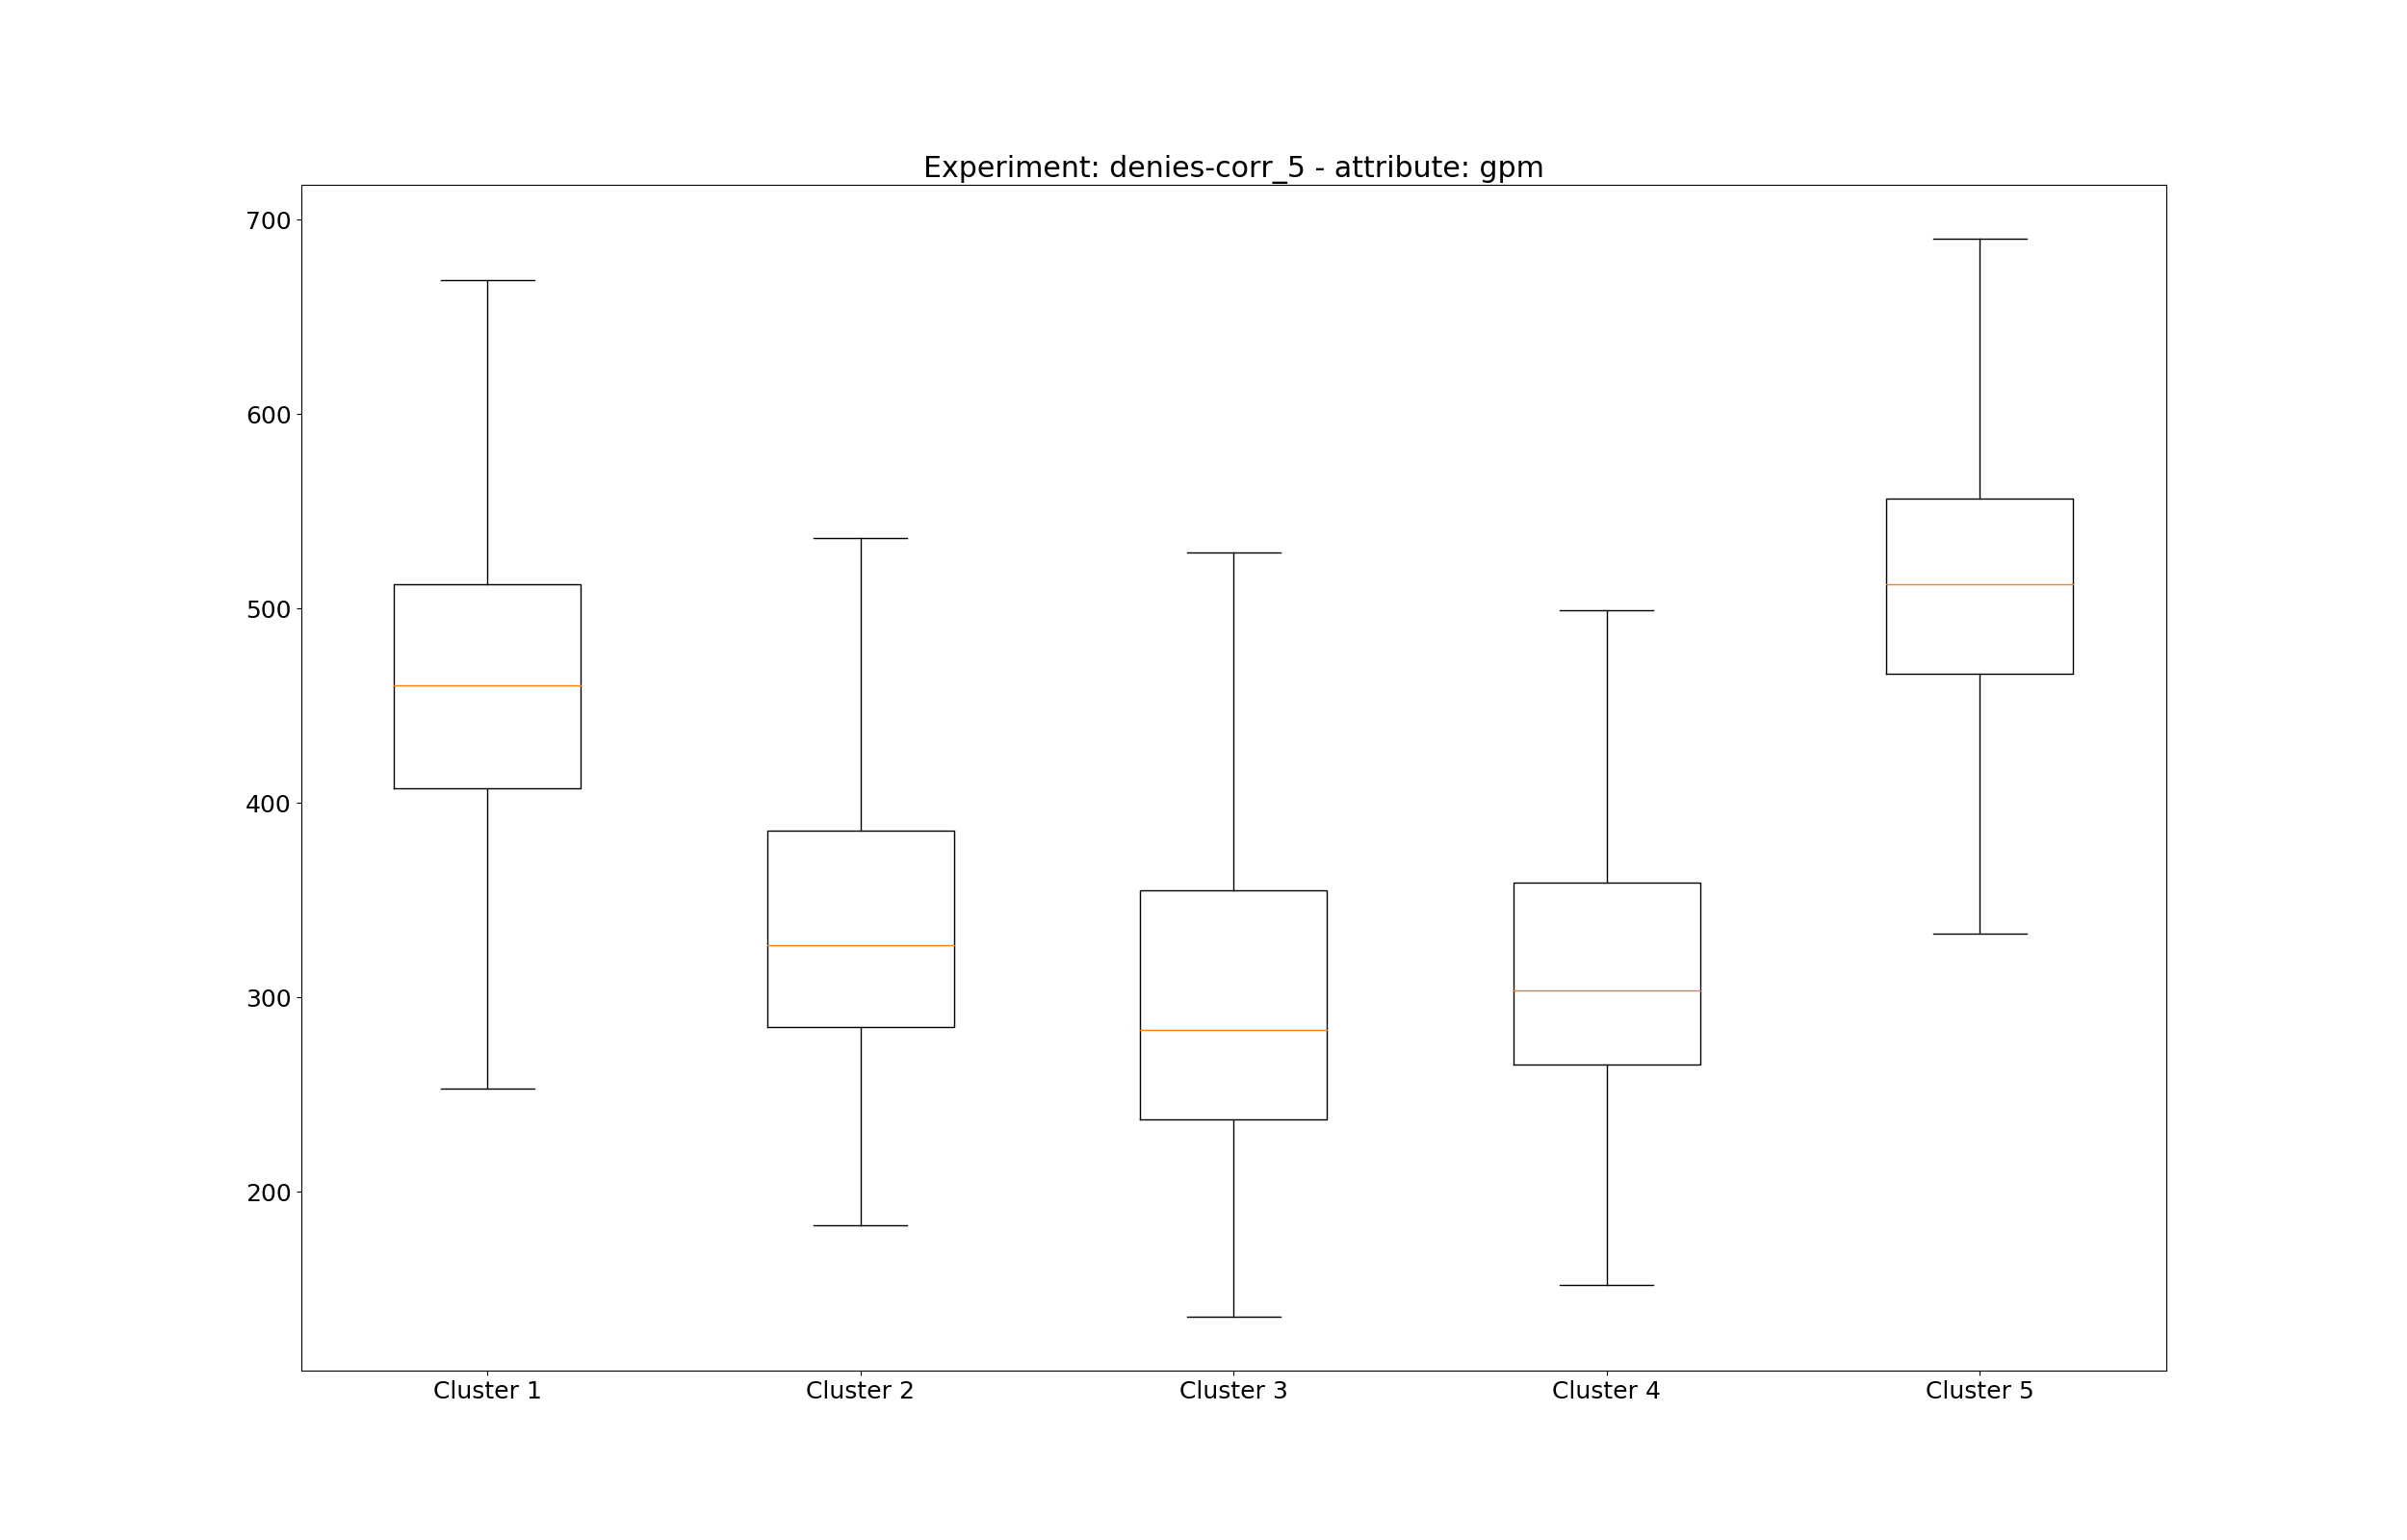 Experiment: denies-corr_5 - attribute: gpm
700
600
500
400
300
200
Cluster 1
Cluster 2
Cluster 3
Cluster 4
Cluster 5